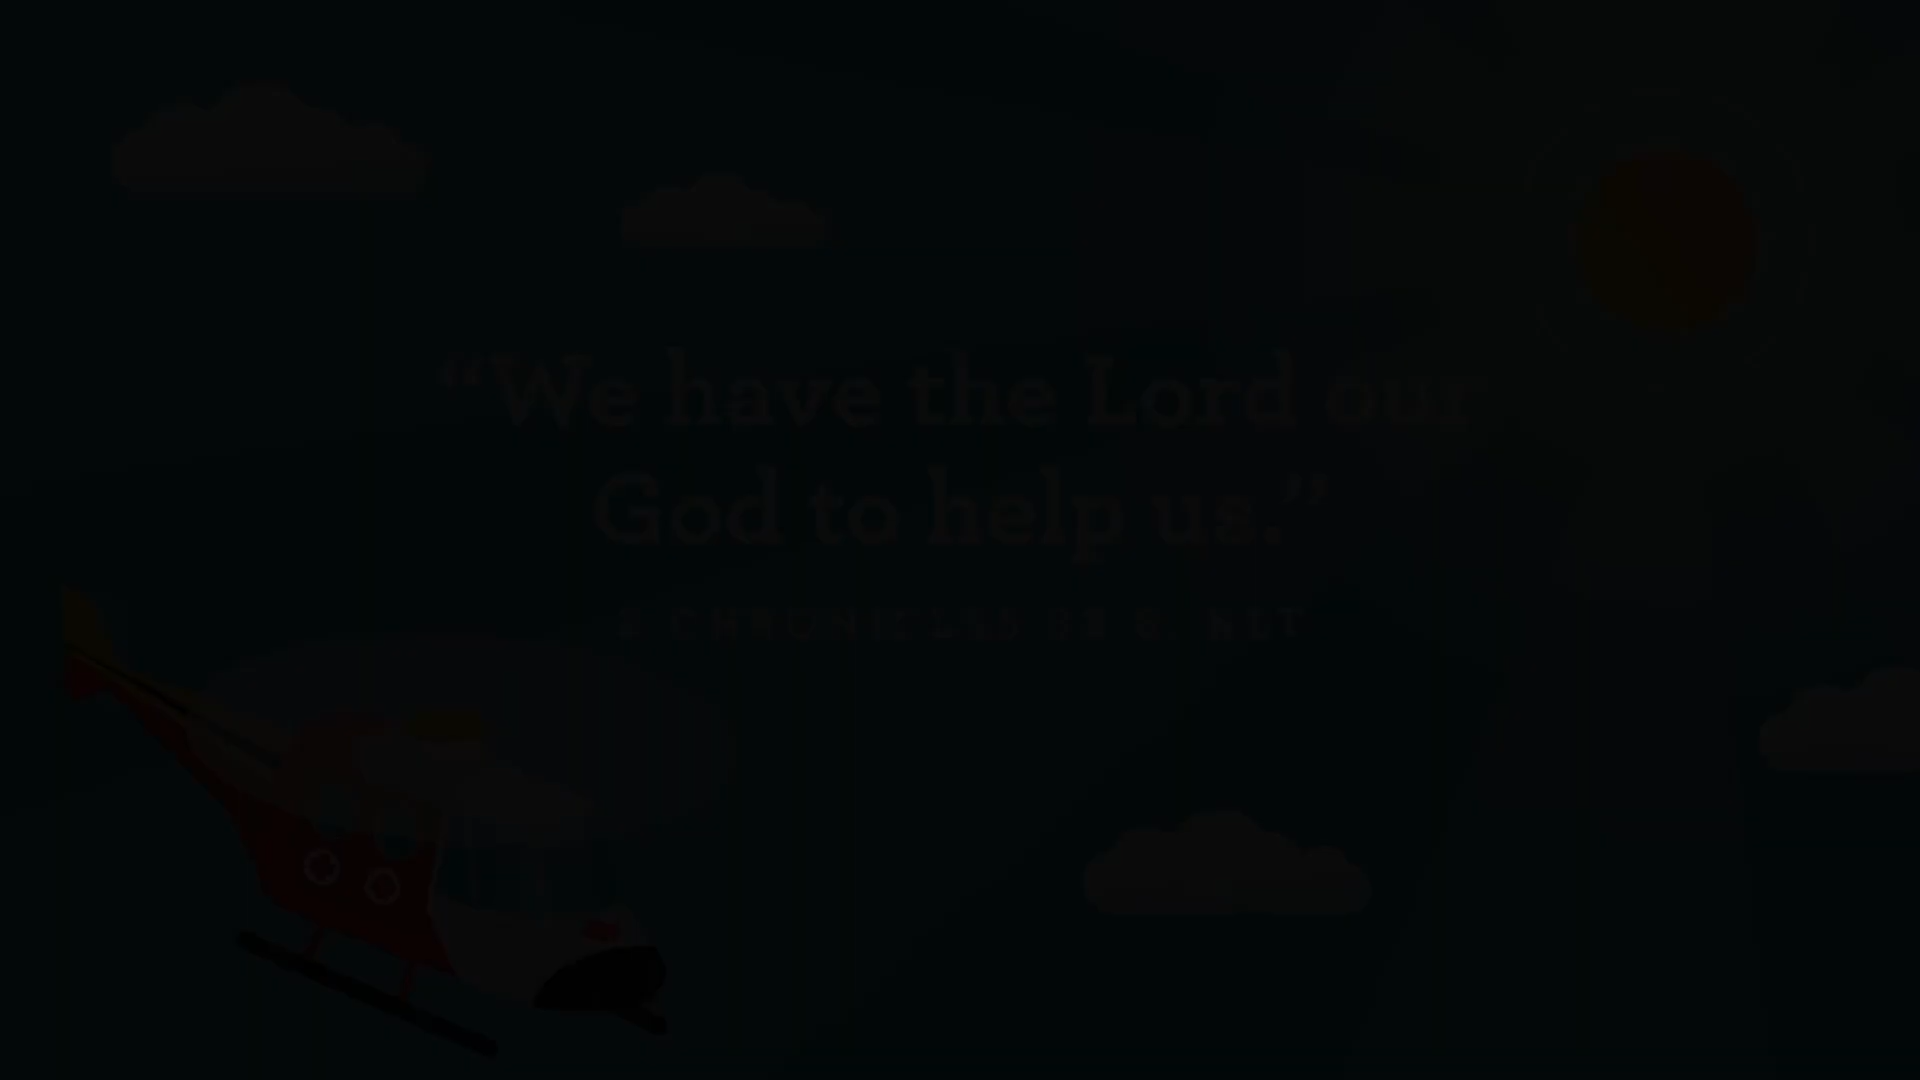 “We have the Lord our
God to help us.”
2 CHRONICLES 32:8, NLT